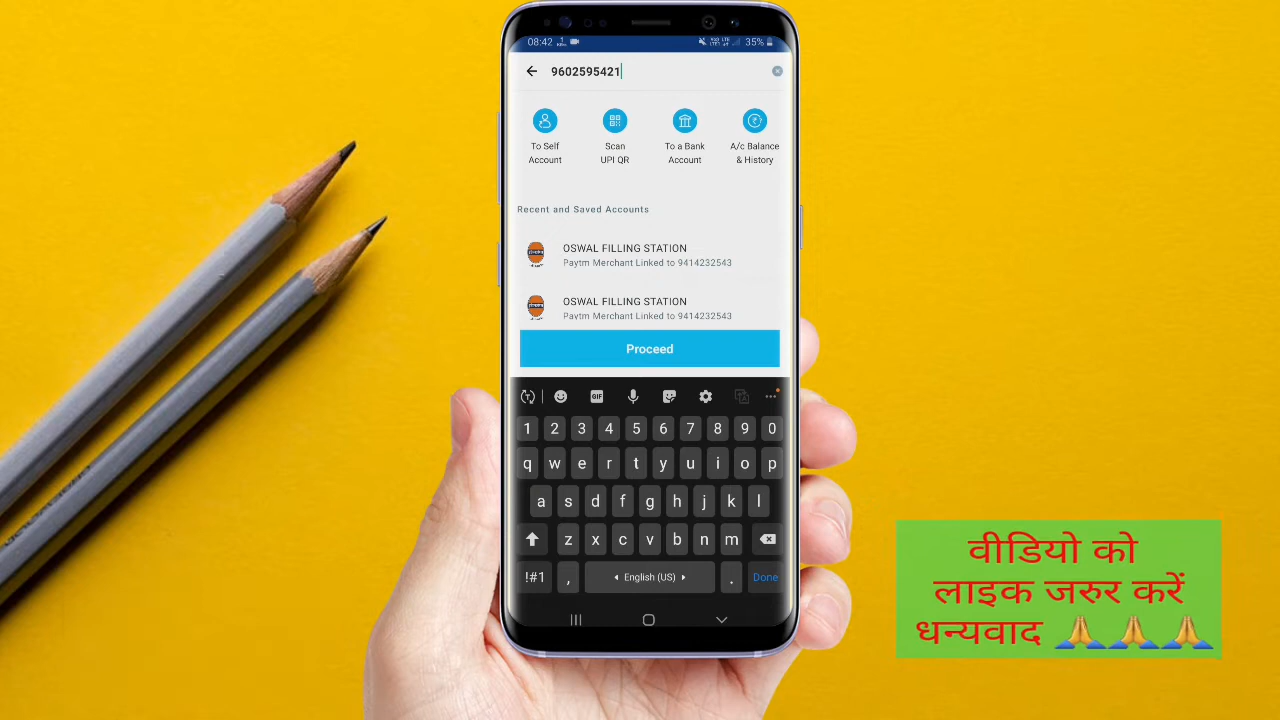 08:42
35%
9602595421
To Self
Account
Scan
UPI QR
To a Bank
Account
A/c Balance
& History
Recent and Saved Accounts
OSWAL FILLING STATION
Paytm Merchant Linked to 9414232543
OSWAL FILLING STATION
Paytm Merchant Linked to 9414232543
Proceed
GIF
1 2 3 4 5 6 7 8 9 0
q w e r t y u i o p
a s d f g h j k l
z x c v b n m
!#1 , English (US) . Done
वीडियो को
लाइक जरुर करें
धन्यवाद 🙏🙏🙏